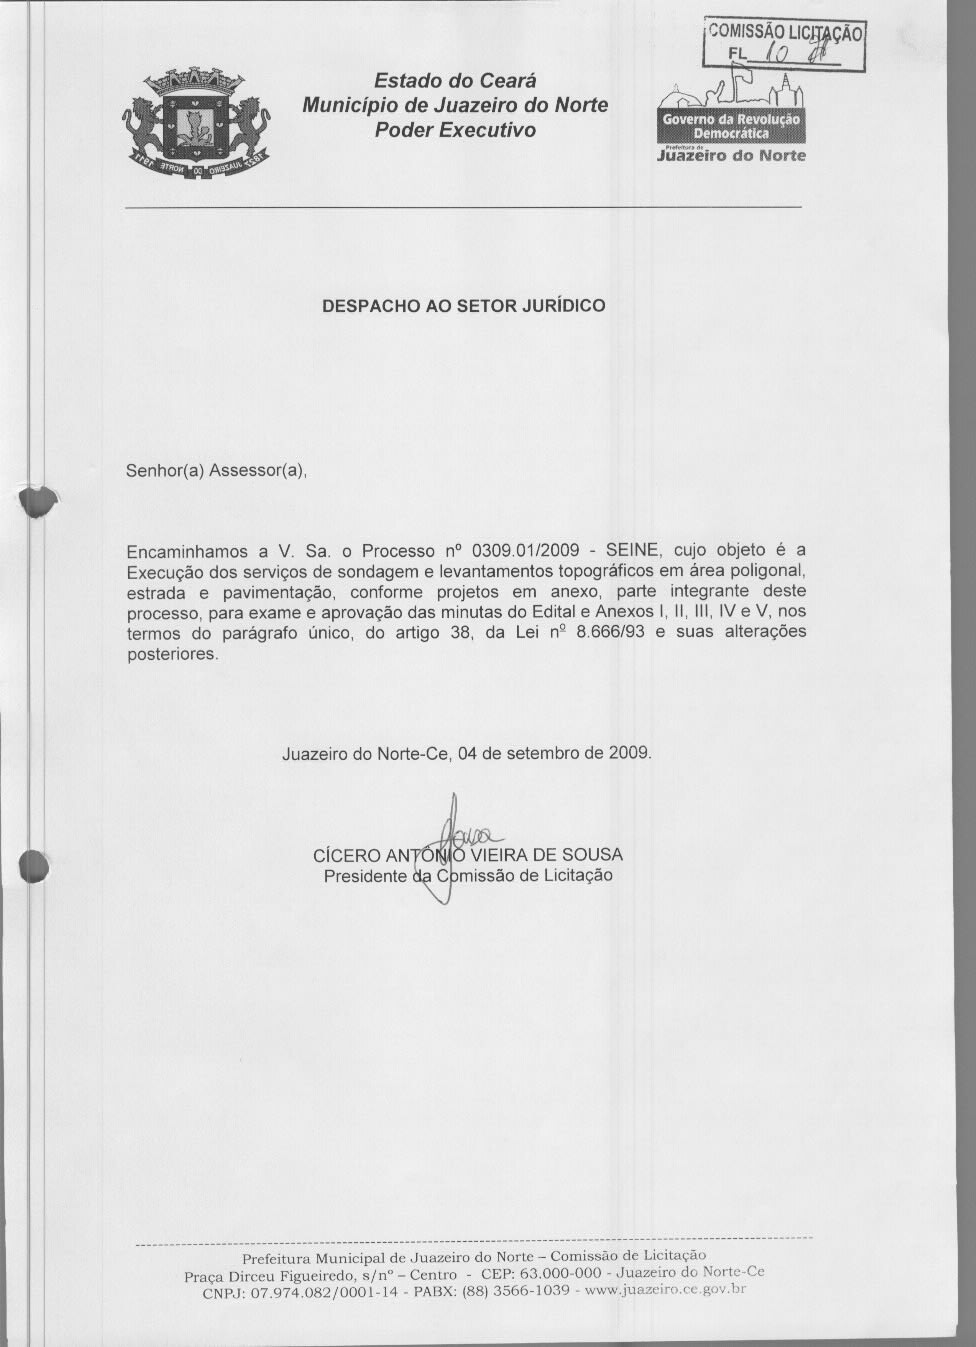 COMISSÃO LICITAÇÃO
FL 10
Estado do Ceará
Município de Juazeiro do Norte
Poder Executivo
Governo da Revolução
Democrática
Prefeitura de
Juazeiro do Norte
1911 JUAZEIRO DO NORTE 1827
DESPACHO AO SETOR JURÍDICO
Senhor(a) Assessor(a),
Encaminhamos a V. Sa. o Processo nº 0309.01/2009 - SEINE, cujo objeto é a
Execução dos serviços de sondagem e levantamentos topográficos em área poligonal,
estrada e pavimentação, conforme projetos em anexo, parte integrante deste
processo, para exame e aprovação das minutas do Edital e Anexos I, II, III, IV e V, nos
termos do parágrafo único, do artigo 38, da Lei nº 8.666/93 e suas alterações
posteriores.
Juazeiro do Norte-Ce, 04 de setembro de 2009.
Sousa
CÍCERO ANTÔNIO VIEIRA DE SOUSA
Presidente da Comissão de Licitação
Prefeitura Municipal de Juazeiro do Norte – Comissão de Licitação
Praça Dirceu Figueiredo, s/nº – Centro - CEP: 63.000-000 - Juazeiro do Norte-Ce
CNPJ: 07.974.082/0001-14 - PABX: (88) 3566-1039 - www.juazeiro.ce.gov.br